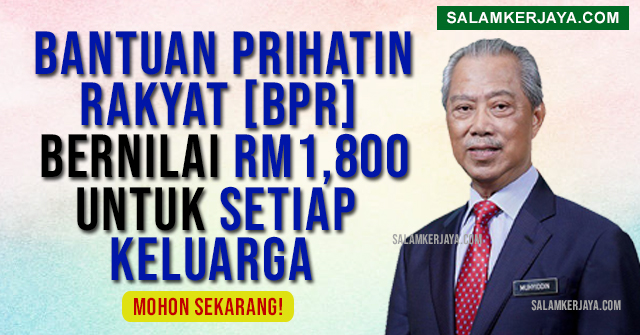 SALAMKERJAYA.COM
BANTUAN PRIHATIN
RAKYAT [BPR]
BERNILAI RM1,800
UNTUK SETIAP
KELUARGA
MOHON SEKARANG!
SALAMKERJAYA.COM
MUHYIDDIN
SALAMKERJAYA.COM